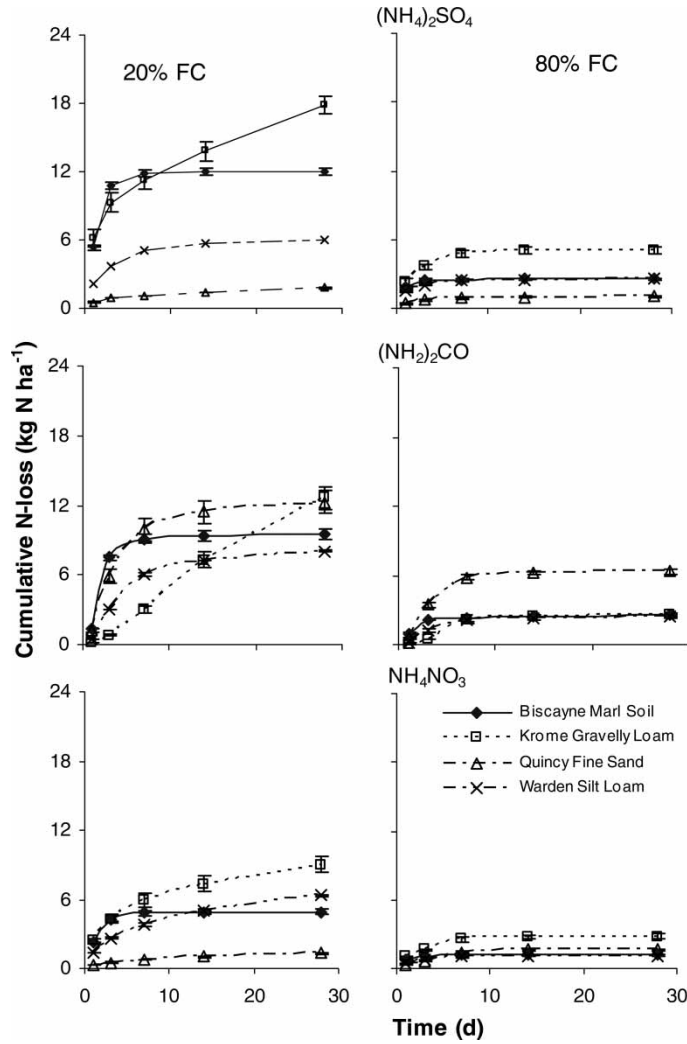 (NH₄)₂SO₄
20% FC
80% FC
24
18
12
6
0
(NH₂)₂CO
24
18
12
6
0
Cumulative N-loss (kg N ha⁻¹)
NH₄NO₃
24
18
12
6
0
Biscayne Marl Soil
Krome Gravelly Loam
Quincy Fine Sand
Warden Silt Loam
0 10 20 30 0 10 20 30
Time (d)